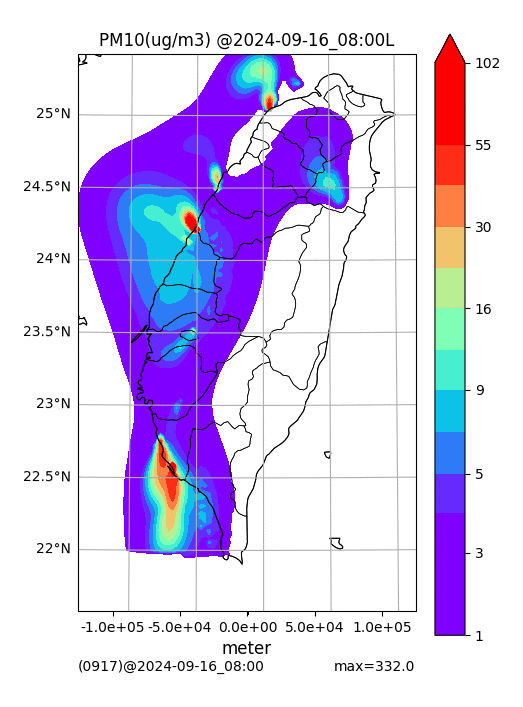 PM10(ug/m3) @2024-09-16_08:00L
102
25°N
55
24.5°N
30
24°N
16
23.5°N
9
23°N
5
22.5°N
3
22°N
1
-1.0e+05 -5.0e+04 0.0e+00 5.0e+04 1.0e+05
meter
(0917)@2024-09-16_08:00 max=332.0